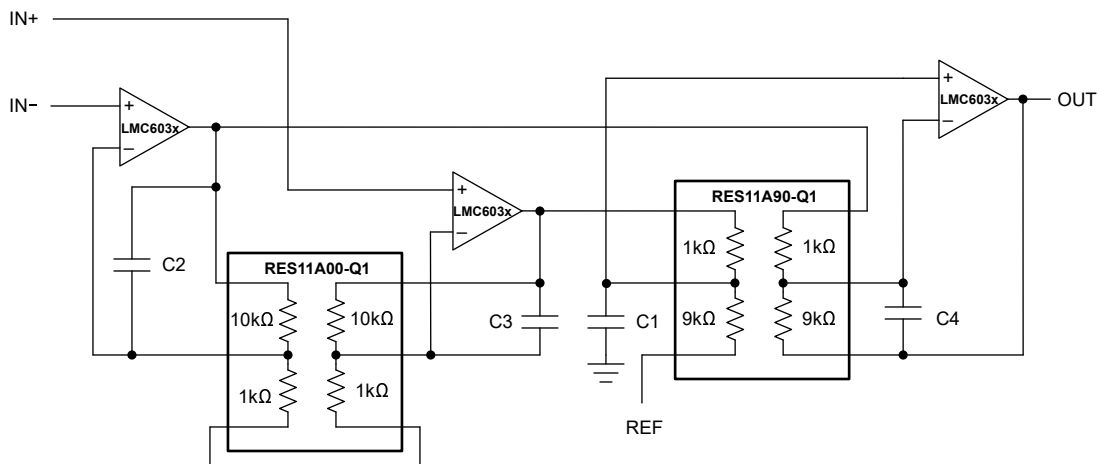 IN+
IN−
+
LMC603x
−
+
LMC603x
−
OUT
+
LMC603x
−
RES11A90-Q1
1kΩ
1kΩ
C2
RES11A00-Q1
10kΩ
10kΩ
C3
C1
9kΩ
9kΩ
C4
1kΩ
1kΩ
REF